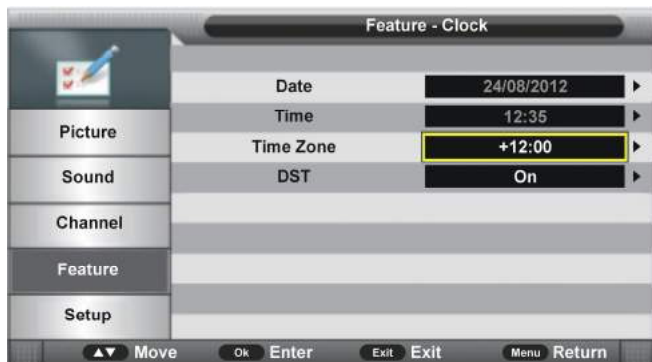 Feature - Clock
Date 24/08/2012
Time 12:35
Time Zone +12:00
DST On
Picture
Sound
Channel
Feature
Setup
▲▼ Move Ok Enter Exit Exit Menu Return